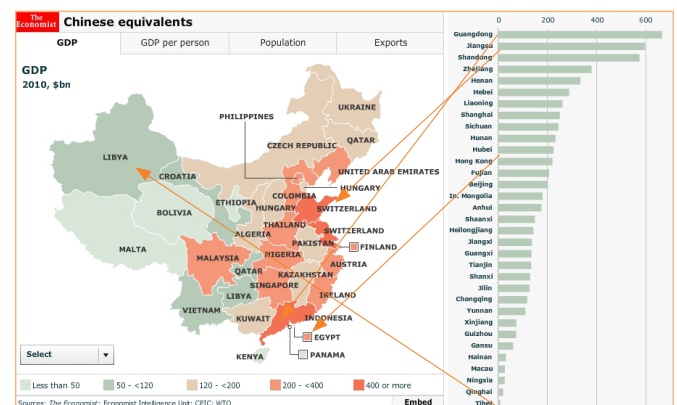 The
Economist
Chinese equivalents
GDP
GDP per person
Population
Exports
GDP
2010, $bn
UKRAINE
PHILIPPINES
QATAR
CZECH REPUBLIC
LIBYA
UNITED ARAB EMIRATES
CROATIA
HUNGARY
COLOMBIA
ETHIOPIA
HUNGARY
SWITZERLAND
BOLIVIA
THAILAND
SWITZERLAND
ALGERIA
PAKISTAN
FINLAND
MALTA
NIGERIA
MALAYSIA
AUSTRIA
QATAR
KAZAKHSTAN
SINGAPORE
LIBYA
IRELAND
VIETNAM
KUWAIT
INDONESIA
EGYPT
KENYA
PANAMA
Select
Less than 50
50 - <120
120 - <200
200 - <400
400 or more
Sources: The Economist; Economist Intelligence Unit; CEIC; WTO
Embed
0 200 400 600
Guangdong
Jiangsu
Shandong
Zhejiang
Henan
Hebei
Liaoning
Shanghai
Sichuan
Hunan
Hubei
Hong Kong
Fujian
Beijing
In. Mongolia
Anhui
Shaanxi
Heilongjiang
Jiangxi
Guangxi
Tianjin
Shanxi
Jilin
Chongqing
Yunnan
Xinjiang
Guizhou
Gansu
Hainan
Macau
Ningxia
Qinghai
Tibet